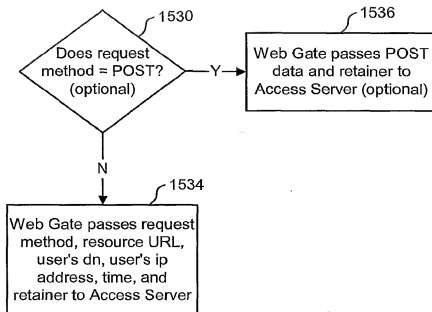 1530
Does request
method = POST?
(optional)
Y
1536
Web Gate passes POST
data and retainer to
Access Server (optional)
N
1534
Web Gate passes request
method, resource URL,
user's dn, user's ip
address, time, and
retainer to Access Server